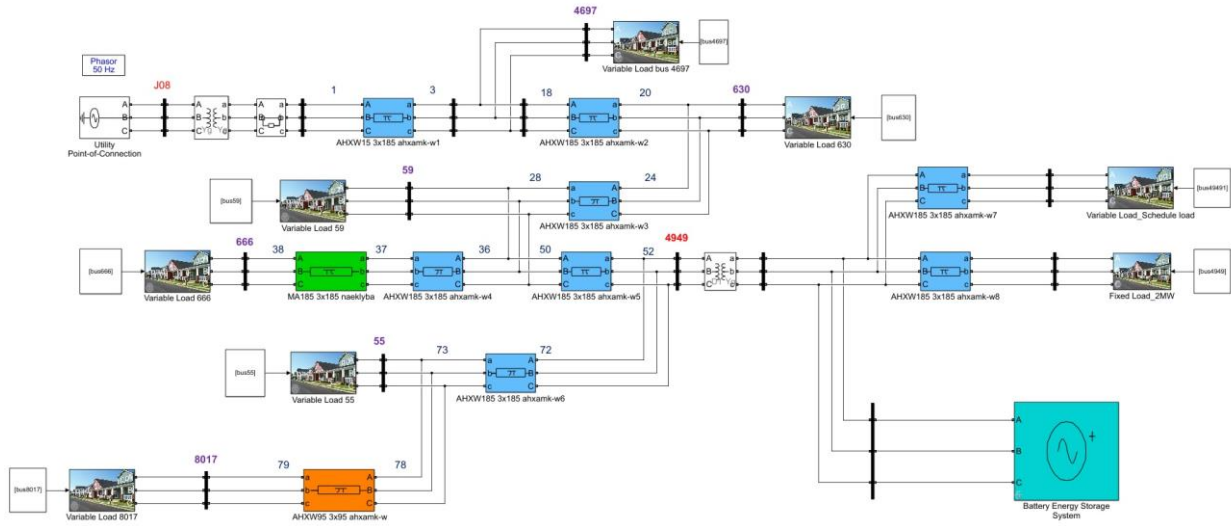 4697
[bus4697]
Variable Load bus 4697
Phasor
50 Hz
J08
1
3
18
20
630
A
B
C
A
B
C
a
b
c
A
B
C
a
b
c
A
B
C
a
b
c
A
B
C
a
b
c
Utility
Point-of-Connection
AHXW15 3x185 ahxamk-w1
AHXW185 3x185 ahxamk-w2
Variable Load 630
[bus630]
59
28
24
[bus59]
Variable Load 59
a
b
c
A
B
C
AHXW185 3x185 ahxamk-w3
A
B
C
a
b
c
AHXW185 3x185 ahxamk-w7
Variable Load_Schedule load
[bus49491]
666
38
37
36
50
52
4949
[bus666]
Variable Load 666
A
B
C
a
b
c
MA185 3x185 naeklyba
a
b
c
A
B
C
AHXW185 3x185 ahxamk-w4
A
B
C
a
b
c
AHXW185 3x185 ahxamk-w5
A
B
C
a
b
c
A
B
C
a
b
c
AHXW185 3x185 ahxamk-w8
Fixed Load_2MW
[bus4949]
55
73
72
[bus55]
Variable Load 55
a
b
c
A
B
C
AHXW185 3x185 ahxamk-w6
8017
79
78
[bus8017]
Variable Load 8017
a
b
c
A
B
C
AHXW95 3x95 ahxamk-w
A
B
C
Battery Energy Storage
System